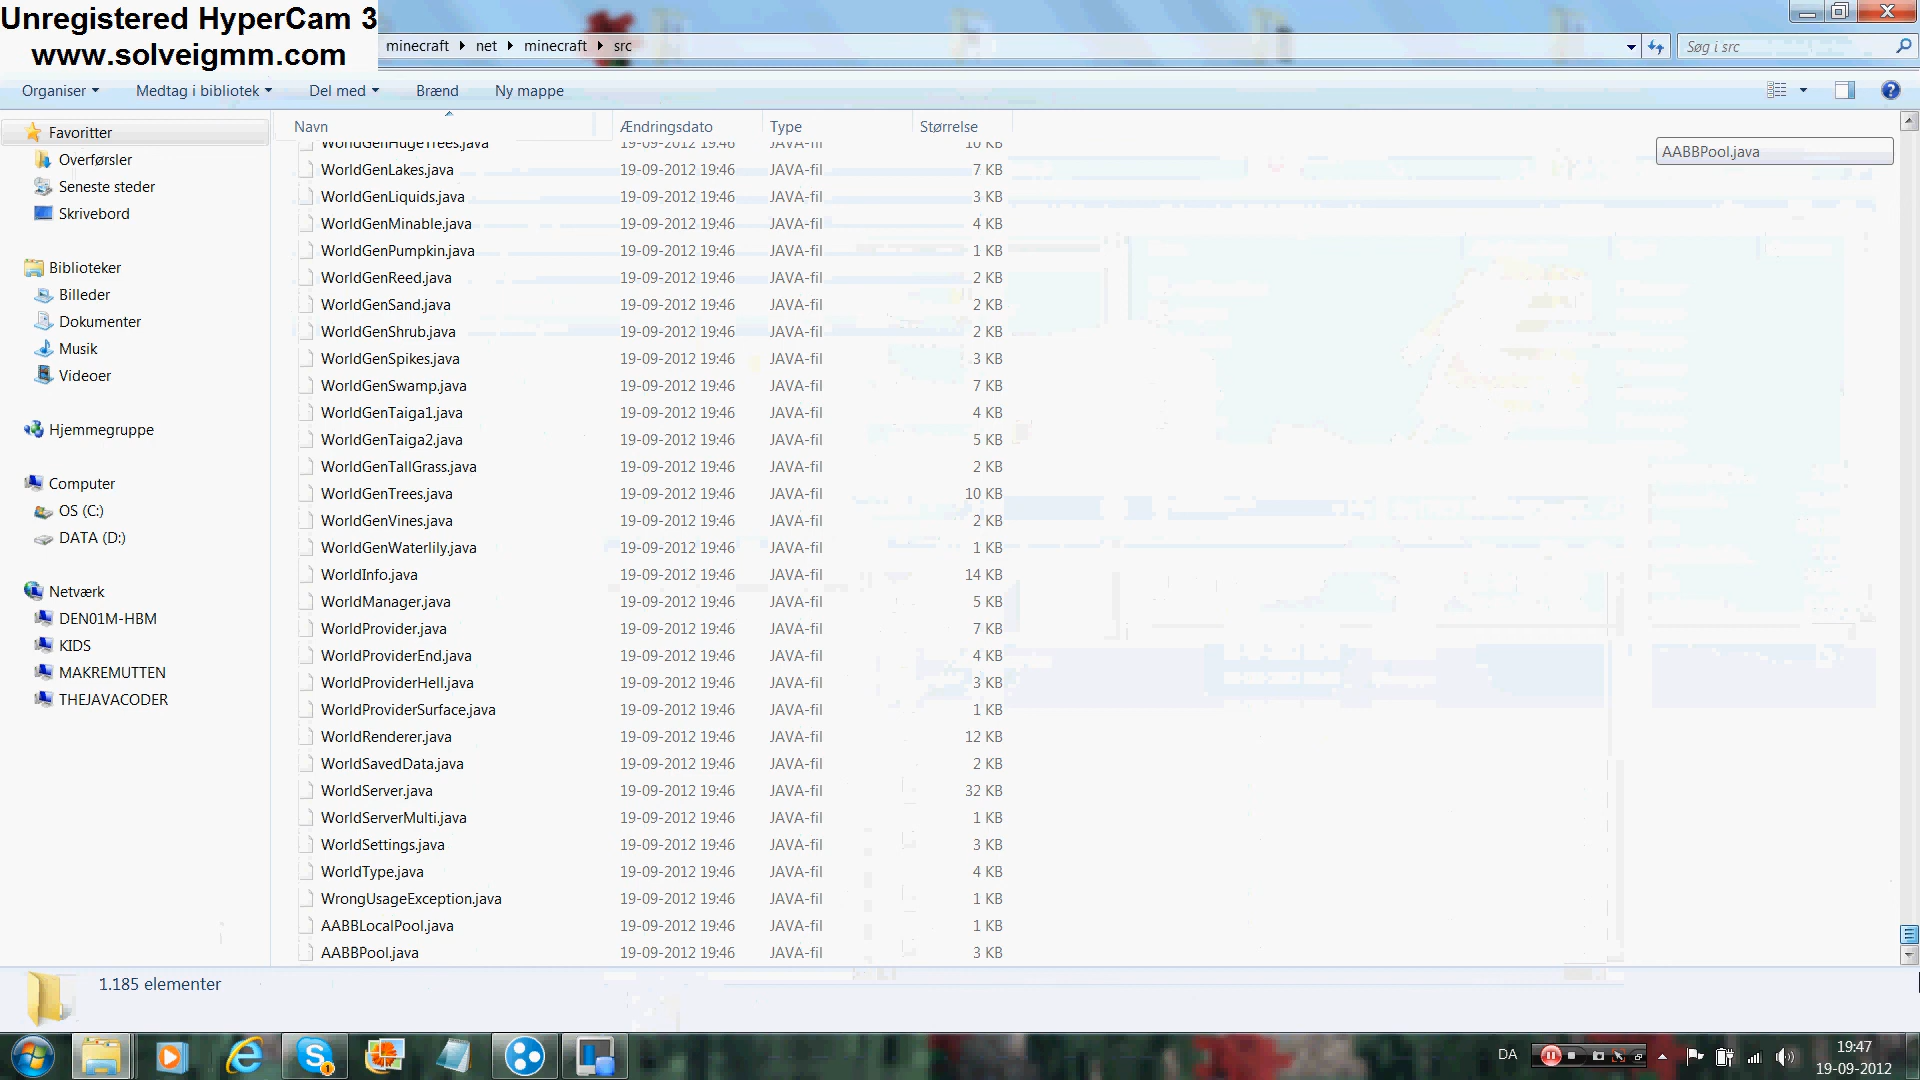 Unregistered HyperCam 3
www.solveigmm.com
minecraft net minecraft src
Søg i src
Organiser Medtag i bibliotek Del med Brænd Ny mappe
Navn Ændringsdato Type Størrelse
AABBPool.java
WorldGenHugeTrees.java 19-09-2012 19:46 JAVA-fil 10 KB
WorldGenLakes.java 19-09-2012 19:46 JAVA-fil 7 KB
WorldGenLiquids.java 19-09-2012 19:46 JAVA-fil 3 KB
WorldGenMinable.java 19-09-2012 19:46 JAVA-fil 4 KB
WorldGenPumpkin.java 19-09-2012 19:46 JAVA-fil 1 KB
WorldGenReed.java 19-09-2012 19:46 JAVA-fil 2 KB
WorldGenSand.java 19-09-2012 19:46 JAVA-fil 2 KB
WorldGenShrub.java 19-09-2012 19:46 JAVA-fil 2 KB
WorldGenSpikes.java 19-09-2012 19:46 JAVA-fil 3 KB
WorldGenSwamp.java 19-09-2012 19:46 JAVA-fil 7 KB
WorldGenTaiga1.java 19-09-2012 19:46 JAVA-fil 4 KB
WorldGenTaiga2.java 19-09-2012 19:46 JAVA-fil 5 KB
WorldGenTallGrass.java 19-09-2012 19:46 JAVA-fil 2 KB
WorldGenTrees.java 19-09-2012 19:46 JAVA-fil 10 KB
WorldGenVines.java 19-09-2012 19:46 JAVA-fil 2 KB
WorldGenWaterlily.java 19-09-2012 19:46 JAVA-fil 1 KB
WorldInfo.java 19-09-2012 19:46 JAVA-fil 14 KB
WorldManager.java 19-09-2012 19:46 JAVA-fil 5 KB
WorldProvider.java 19-09-2012 19:46 JAVA-fil 7 KB
WorldProviderEnd.java 19-09-2012 19:46 JAVA-fil 4 KB
WorldProviderHell.java 19-09-2012 19:46 JAVA-fil 3 KB
WorldProviderSurface.java 19-09-2012 19:46 JAVA-fil 1 KB
WorldRenderer.java 19-09-2012 19:46 JAVA-fil 12 KB
WorldSavedData.java 19-09-2012 19:46 JAVA-fil 2 KB
WorldServer.java 19-09-2012 19:46 JAVA-fil 32 KB
WorldServerMulti.java 19-09-2012 19:46 JAVA-fil 1 KB
WorldSettings.java 19-09-2012 19:46 JAVA-fil 3 KB
WorldType.java 19-09-2012 19:46 JAVA-fil 4 KB
WrongUsageException.java 19-09-2012 19:46 JAVA-fil 1 KB
AABBLocalPool.java 19-09-2012 19:46 JAVA-fil 1 KB
AABBPool.java 19-09-2012 19:46 JAVA-fil 3 KB
Favoritter
Overførsler
Seneste steder
Skrivebord
Biblioteker
Billeder
Dokumenter
Musik
Videoer
Hjemmegruppe
Computer
OS (C:)
DATA (D:)
Netværk
DEN01M-HBM
KIDS
MAKREMUTTEN
THEJAVACODER
1.185 elementer
DA
19:47
19-09-2012